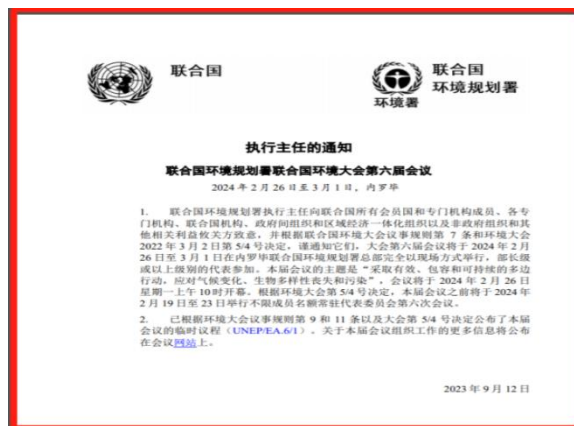 联合国
联合国
环境规划署
环境署
执行主任的通知
联合国环境规划署联合国环境大会第六届会议
2024 年 2 月 26 日至 3 月 1 日，内罗毕
1. 联合国环境规划署执行主任向联合国所有会员国和专门机构成员、各专
门机构、联合国机构、政府间组织和区域经济一体化组织以及非政府组织和其
他相关利益攸关方致意，并根据联合国环境大会议事规则第 7 条和环境大会
2022 年 3 月 2 日第 5/4 号决定，谨通知它们，大会第六届会议将于 2024 年 2 月
26 日至 3 月 1 日在内罗毕联合国环境规划署总部完全以现场方式举行，部长级
或以上级别的代表参加。本届会议的主题是“采取有效、包容和可持续的多边
行动，应对气候变化、生物多样性丧失和污染”，会议将于 2024 年 2 月 26 日
星期一上午 10 时开幕。根据环境大会第 5/4 号决定，本届会议之前将于 2024 年
2 月 19 日至 23 日举行不限成员名额常驻代表委员会第六次会议。
2. 已根据环境大会议事规则第 9 和 11 条以及大会第 5/4 号决定公布了本届
会议的临时议程（UNEP/EA.6/1）。关于本届会议组织工作的更多信息将公布
在会议网站上。
2023 年 9 月 12 日